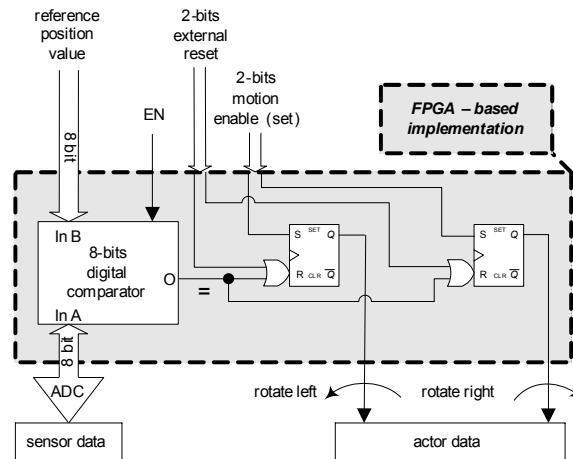 reference
position
value
2-bits
external
reset
2-bits
motion
enable (set)
EN
FPGA – based
implementation
8 bit
In B
8-bits
digital
comparator
O
=
In A
S SET Q
R CLR Q
S SET Q
R CLR Q
8 bit
ADC
rotate left
rotate right
sensor data
actor data